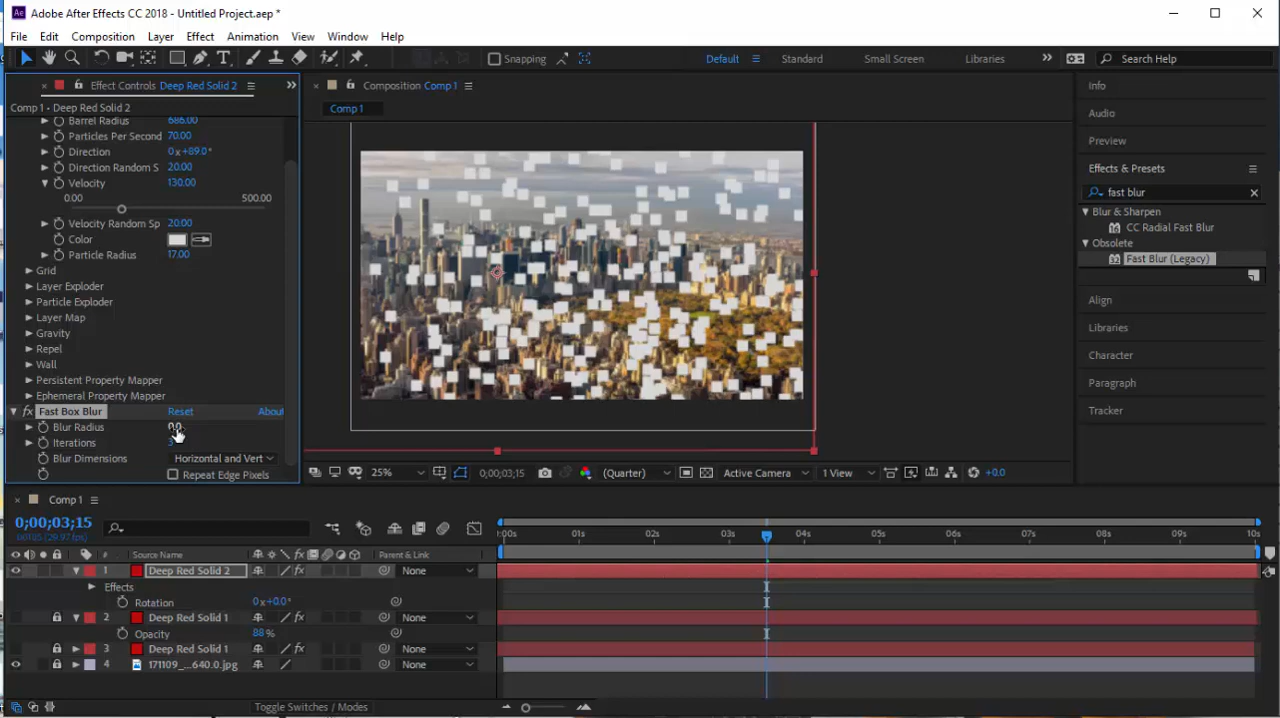 Adobe After Effects CC 2018 - Untitled Project.aep *
File Edit Composition Layer Effect Animation View Window Help
Snapping Default Standard Small Screen Libraries Search Help
Effect Controls Deep Red Solid 2
Comp 1 • Deep Red Solid 2
Barrel Radius 686.00
Particles Per Second 70.00
Direction 0 x +89.0°
Direction Random S 20.00
Velocity 130.00
0.00 500.00
Velocity Random Sp 20.00
Color
Particle Radius 17.00
Grid
Layer Exploder
Particle Exploder
Layer Map
Gravity
Repel
Wall
Persistent Property Mapper
Ephemeral Property Mapper
fx Fast Box Blur Reset About
Blur Radius 0.0
Iterations
Blur Dimensions Horizontal and Vert
Repeat Edge Pixels
Composition Comp 1
Comp 1
25% 0;00;03;15 (Quarter) Active Camera 1 View +0.0
Info
Audio
Preview
Effects & Presets
fast blur
Blur & Sharpen
CC Radial Fast Blur
Obsolete
Fast Blur (Legacy)
Align
Libraries
Character
Paragraph
Tracker
Comp 1
0;00;03;15
00105 (29.97 fps)
:00s 01s 02s 03s 04s 05s 06s 07s 08s 09s 10s
# Source Name fx Parent & Link
1 Deep Red Solid 2 fx None
Effects
Rotation 0 x +0.0°
2 Deep Red Solid 1 fx None
Opacity 88 %
3 Deep Red Solid 1 fx None
4 171109_...640.0.jpg None
Toggle Switches / Modes